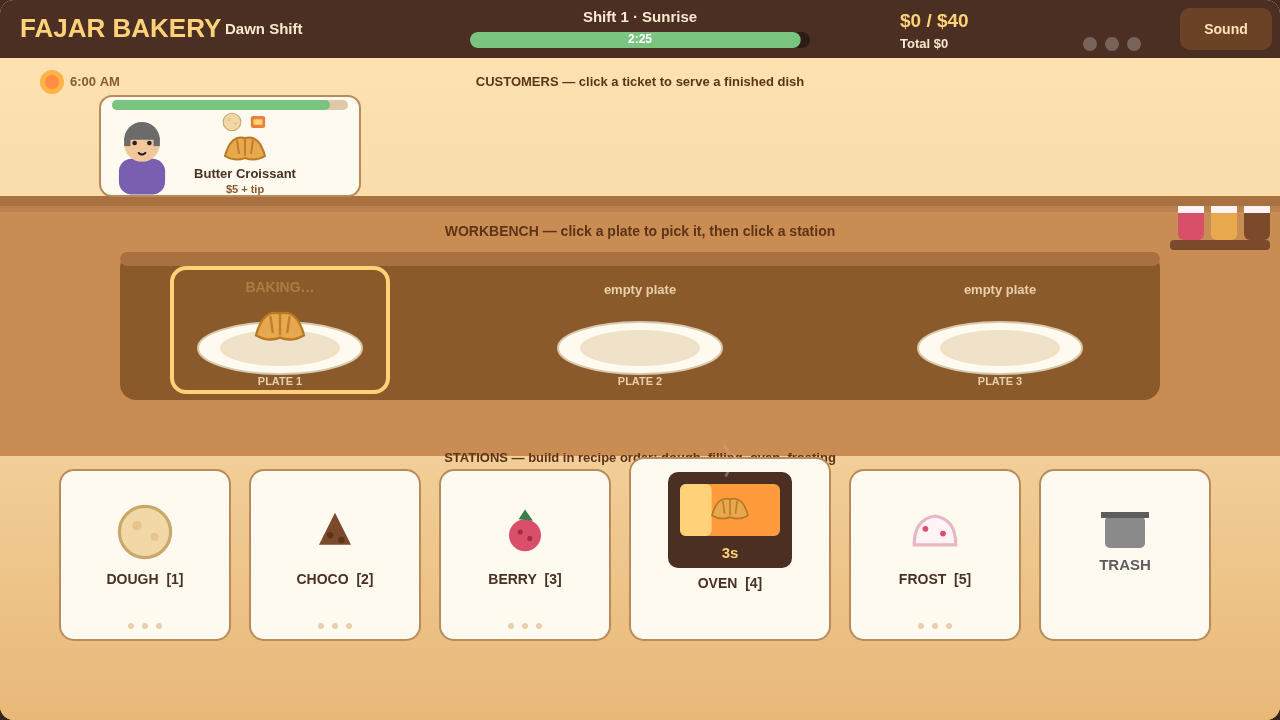 FAJAR BAKERY Dawn Shift
Shift 1 · Sunrise
2:25
$0 / $40
Total $0
Sound
6:00 AM
CUSTOMERS — click a ticket to serve a finished dish
Butter Croissant
$5 + tip
WORKBENCH — click a plate to pick it, then click a station
BAKING…
empty plate
empty plate
PLATE 1
PLATE 2
PLATE 3
STATIONS — build in recipe order: dough, filling, oven, frosting
3s
DOUGH [1]
CHOCO [2]
BERRY [3]
OVEN [4]
FROST [5]
TRASH